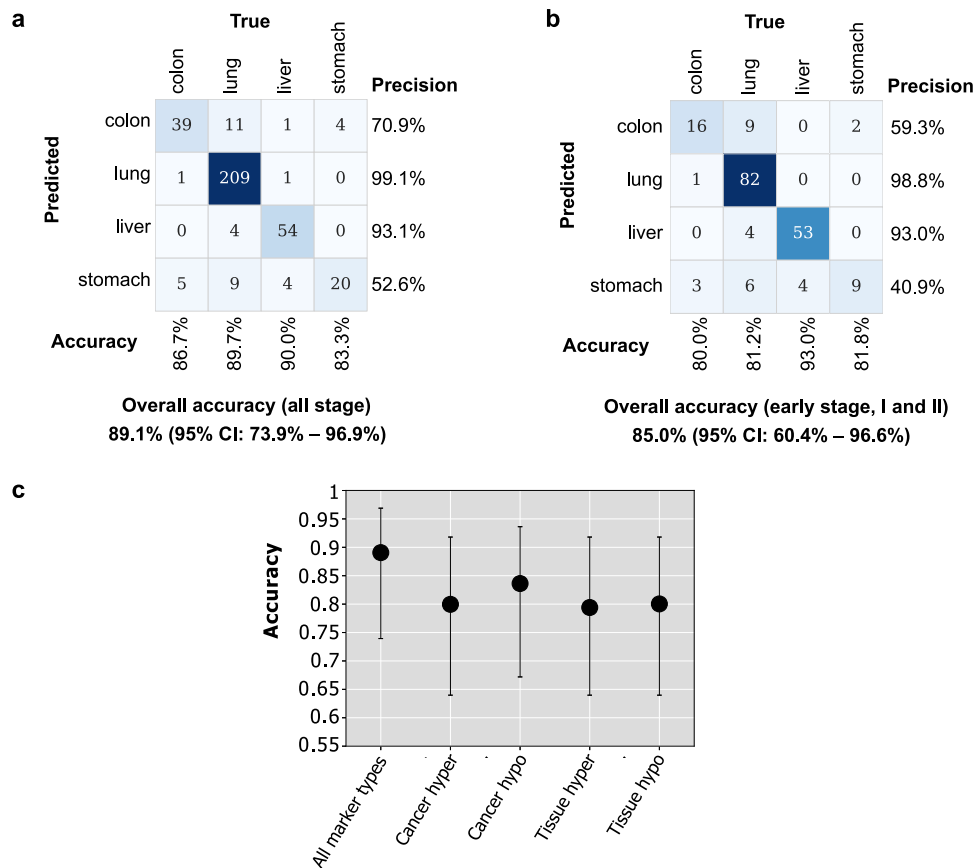 a
True
colon lung liver stomach Precision
Predicted
colon 39 11 1 4 70.9%
lung 1 209 1 0 99.1%
liver 0 4 54 0 93.1%
stomach 5 9 4 20 52.6%
Accuracy 86.7% 89.7% 90.0% 83.3%
Overall accuracy (all stage)
89.1% (95% CI: 73.9% – 96.9%)
b
True
colon lung liver stomach Precision
Predicted
colon 16 9 0 2 59.3%
lung 1 82 0 0 98.8%
liver 0 4 53 0 93.0%
stomach 3 6 4 9 40.9%
Accuracy 80.0% 81.2% 93.0% 81.8%
Overall accuracy (early stage, I and II)
85.0% (95% CI: 60.4% – 96.6%)
c
Accuracy
1
0.95
0.9
0.85
0.8
0.75
0.7
0.65
0.6
0.55
All marker types
Cancer hyper
Cancer hypo
Tissue hyper
Tissue hypo